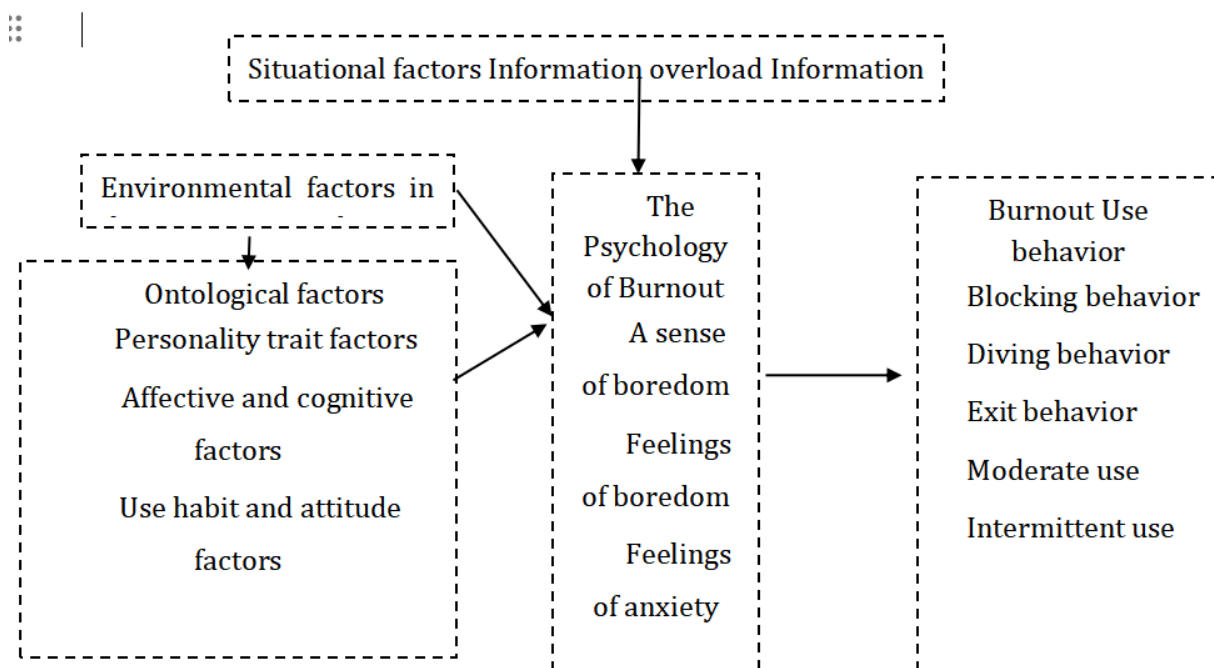 Situational factors Information overload Information
Environmental factors in
Ontological factors
Personality trait factors
Affective and cognitive
factors
Use habit and attitude
factors
The
Psychology
of Burnout
A sense
of boredom
Feelings
of boredom
Feelings
of anxiety
Burnout Use
behavior
Blocking behavior
Diving behavior
Exit behavior
Moderate use
Intermittent use